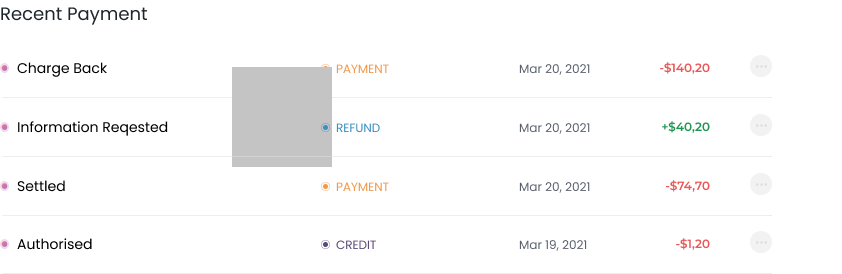 Recent Payment
Charge Back PAYMENT Mar 20, 2021 -$140,20
Information Reqested REFUND Mar 20, 2021 +$40,20
Settled PAYMENT Mar 20, 2021 -$74,70
Authorised CREDIT Mar 19, 2021 -$1,20